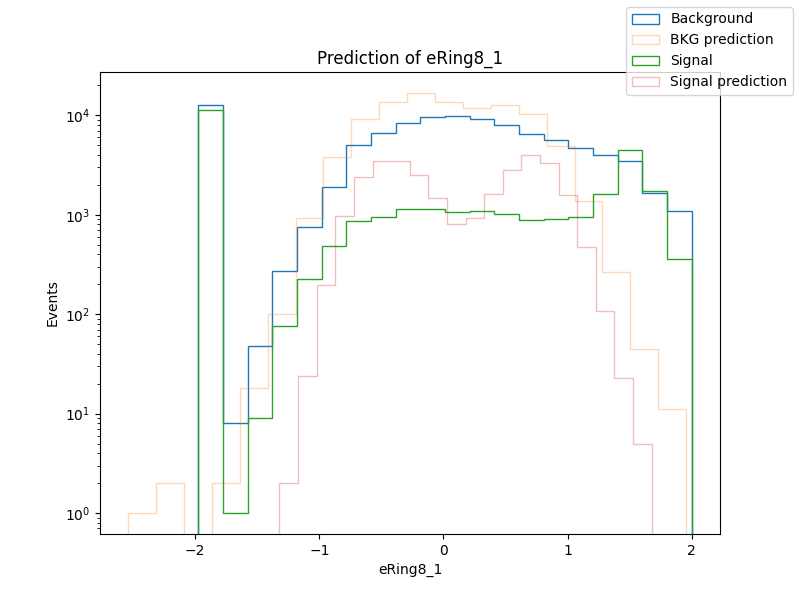 Prediction of eRing8_1
Background
BKG prediction
Signal
Signal prediction
Events
10⁴
10³
10²
10¹
10⁰
−2
−1
0
1
2
eRing8_1